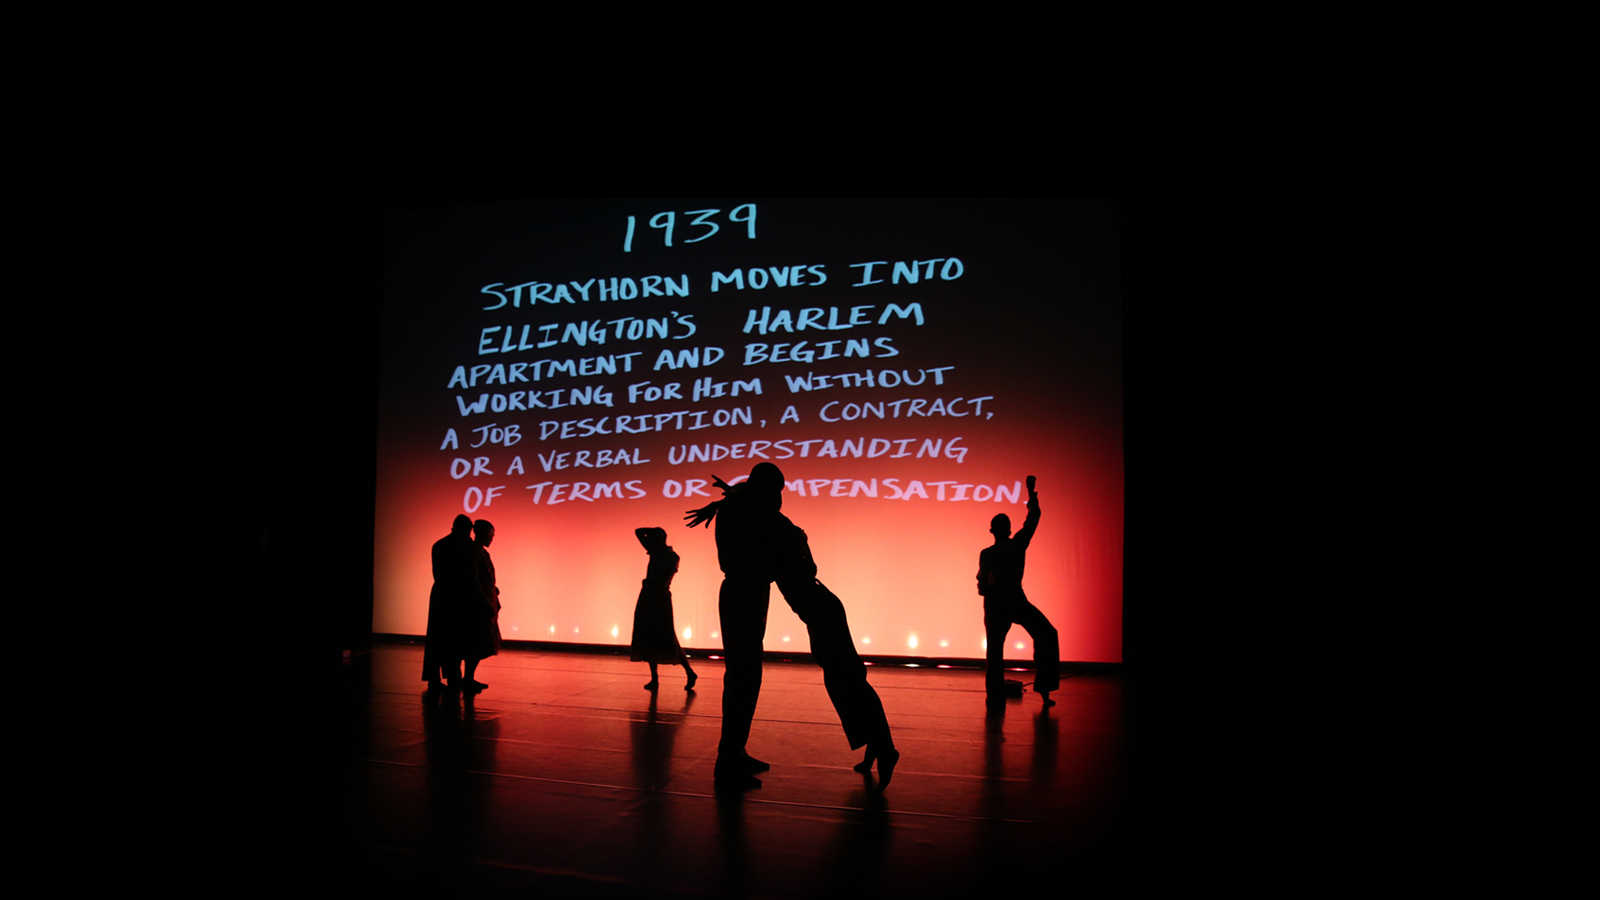 1939
STRAYHORN MOVES INTO
ELLINGTON'S HARLEM
APARTMENT AND BEGINS
WORKING FOR HIM WITHOUT
A JOB DESCRIPTION, A CONTRACT,
OR A VERBAL UNDERSTANDING
OF TERMS OR COMPENSATION.